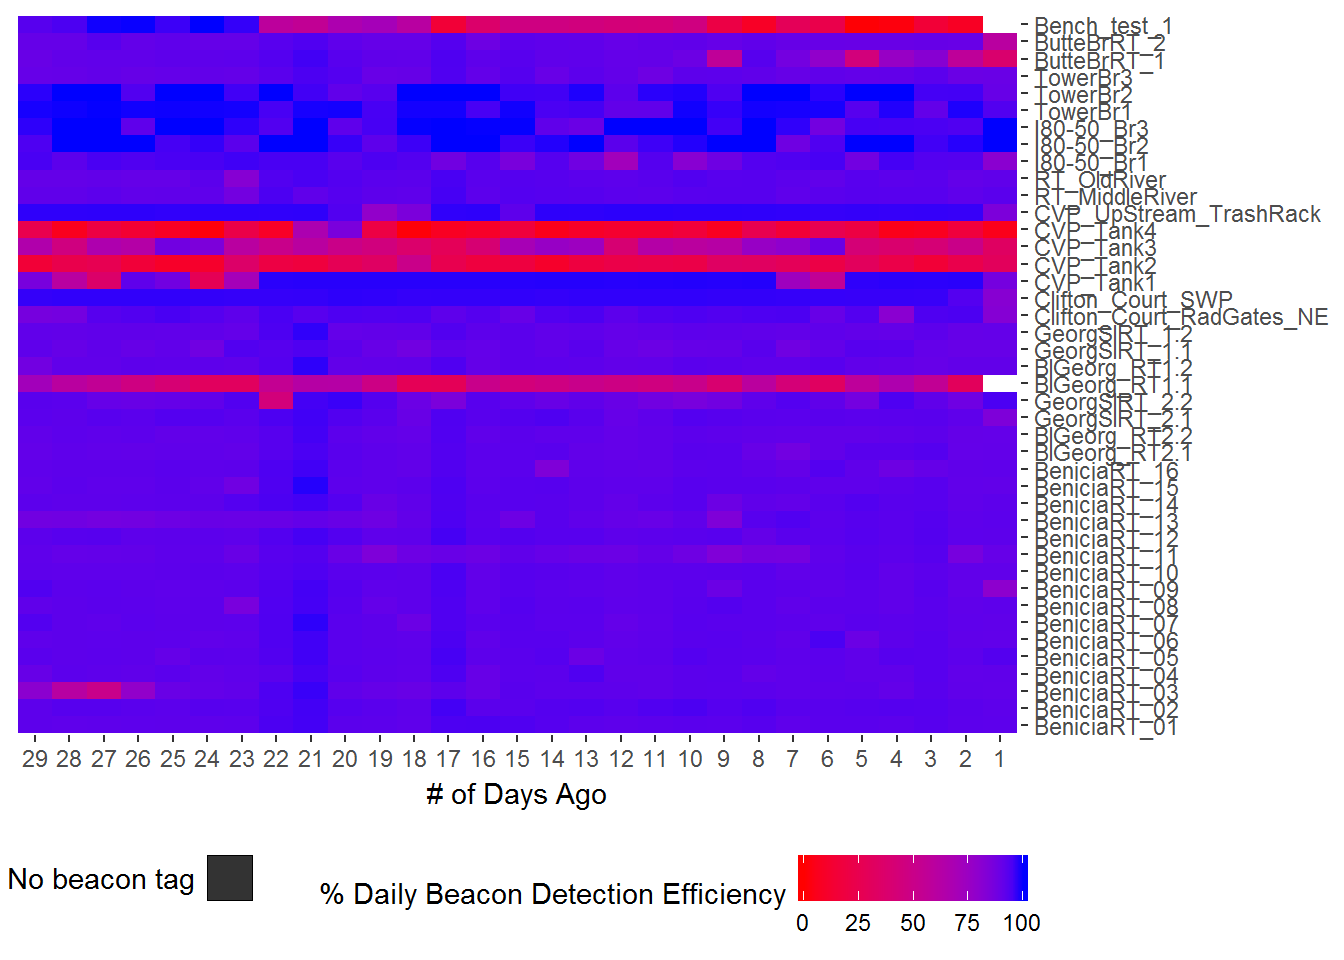 Bench_test_1
ButteBrRT_2
ButteBrRT_1
TowerBr3
TowerBr2
TowerBr1
I80-50_Br3
I80-50_Br2
I80-50_Br1
RT_OldRiver
RT_MiddleRiver
CVP_UpStream_TrashRack
CVP_Tank4
CVP_Tank3
CVP_Tank2
CVP_Tank1
Clifton_Court_SWP
Clifton_Court_RadGates_NE
GeorgSlRT_1.2
GeorgSlRT_1.1
BlGeorg_RT1.2
BlGeorg_RT1.1
GeorgSlRT_2.2
GeorgSlRT_2.1
BlGeorg_RT2.2
BlGeorg_RT2.1
BeniciaRT_16
BeniciaRT_15
BeniciaRT_14
BeniciaRT_13
BeniciaRT_12
BeniciaRT_11
BeniciaRT_10
BeniciaRT_09
BeniciaRT_08
BeniciaRT_07
BeniciaRT_06
BeniciaRT_05
BeniciaRT_04
BeniciaRT_03
BeniciaRT_02
BeniciaRT_01
29 28 27 26 25 24 23 22 21 20 19 18 17 16 15 14 13 12 11 10 9 8 7 6 5 4 3 2 1
# of Days Ago
No beacon tag
% Daily Beacon Detection Efficiency
0 25 50 75 100